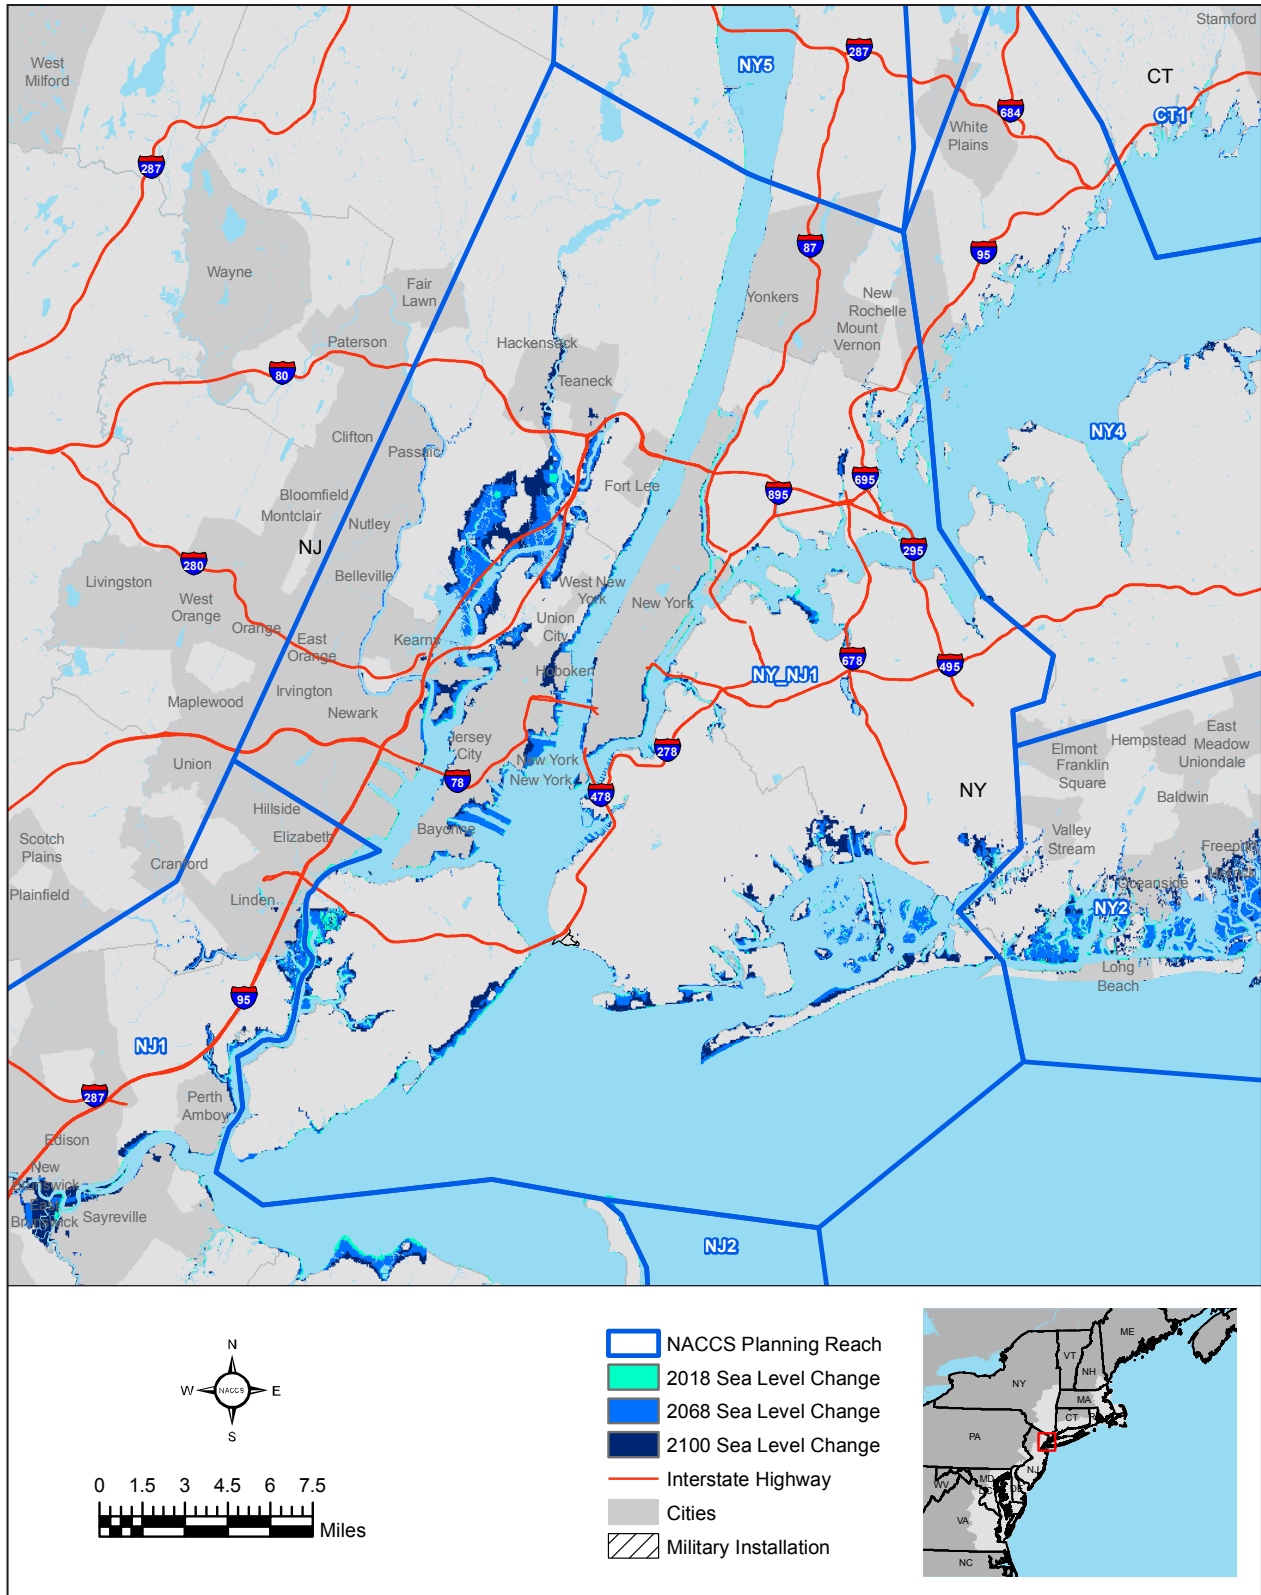 Stamford
West
Milford
NY5
287
CT
684
CT1
White
Plains
287
87
95
Wayne
Fair
Lawn
Yonkers
New
Rochelle
Mount
Vernon
Paterson
Hackensack
80
Teaneck
Clifton
NY4
Passaic
Fort Lee
695
895
Bloomfield
Montclair
Nutley
NJ
295
280
Livingston
Belleville
West
Orange
West New
York
New York
Orange
East
Orange
Union
City
Kearny
678
495
NY_NJ1
Hoboken
Irvington
Maplewood
Newark
Jersey
City
278
East
Meadow
Hempstead
Uniondale
Elmont
Franklin
Square
Union
New York
New York
78
478
NY
Baldwin
Hillside
Elizabeth
Bayonne
Valley
Stream
Freeport
Scotch
Plains
Cranford
Merrick
Oceanside
Plainfield
Linden
NY2
Long
Beach
95
NJ1
287
Perth
Amboy
Edison
New
Brunswick
East
Brunswick
Sayreville
NJ2
N
W
NACCS
E
S
0 1.5 3 4.5 6 7.5
Miles
NACCS Planning Reach
2018 Sea Level Change
2068 Sea Level Change
2100 Sea Level Change
Interstate Highway
Cities
Military Installation
ME
VT
NH
NY
MA
CT
PA
NJ
MD
WV
DE
VA
NC